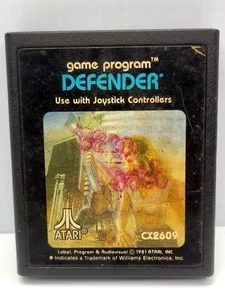 game program™
DEFENDER*
Use with Joystick Controllers
ATARI®
CX2609
Label, Program & Audiovisual © 1981 ATARI, INC.
* Indicates a Trademark of Williams Electronics, Inc.